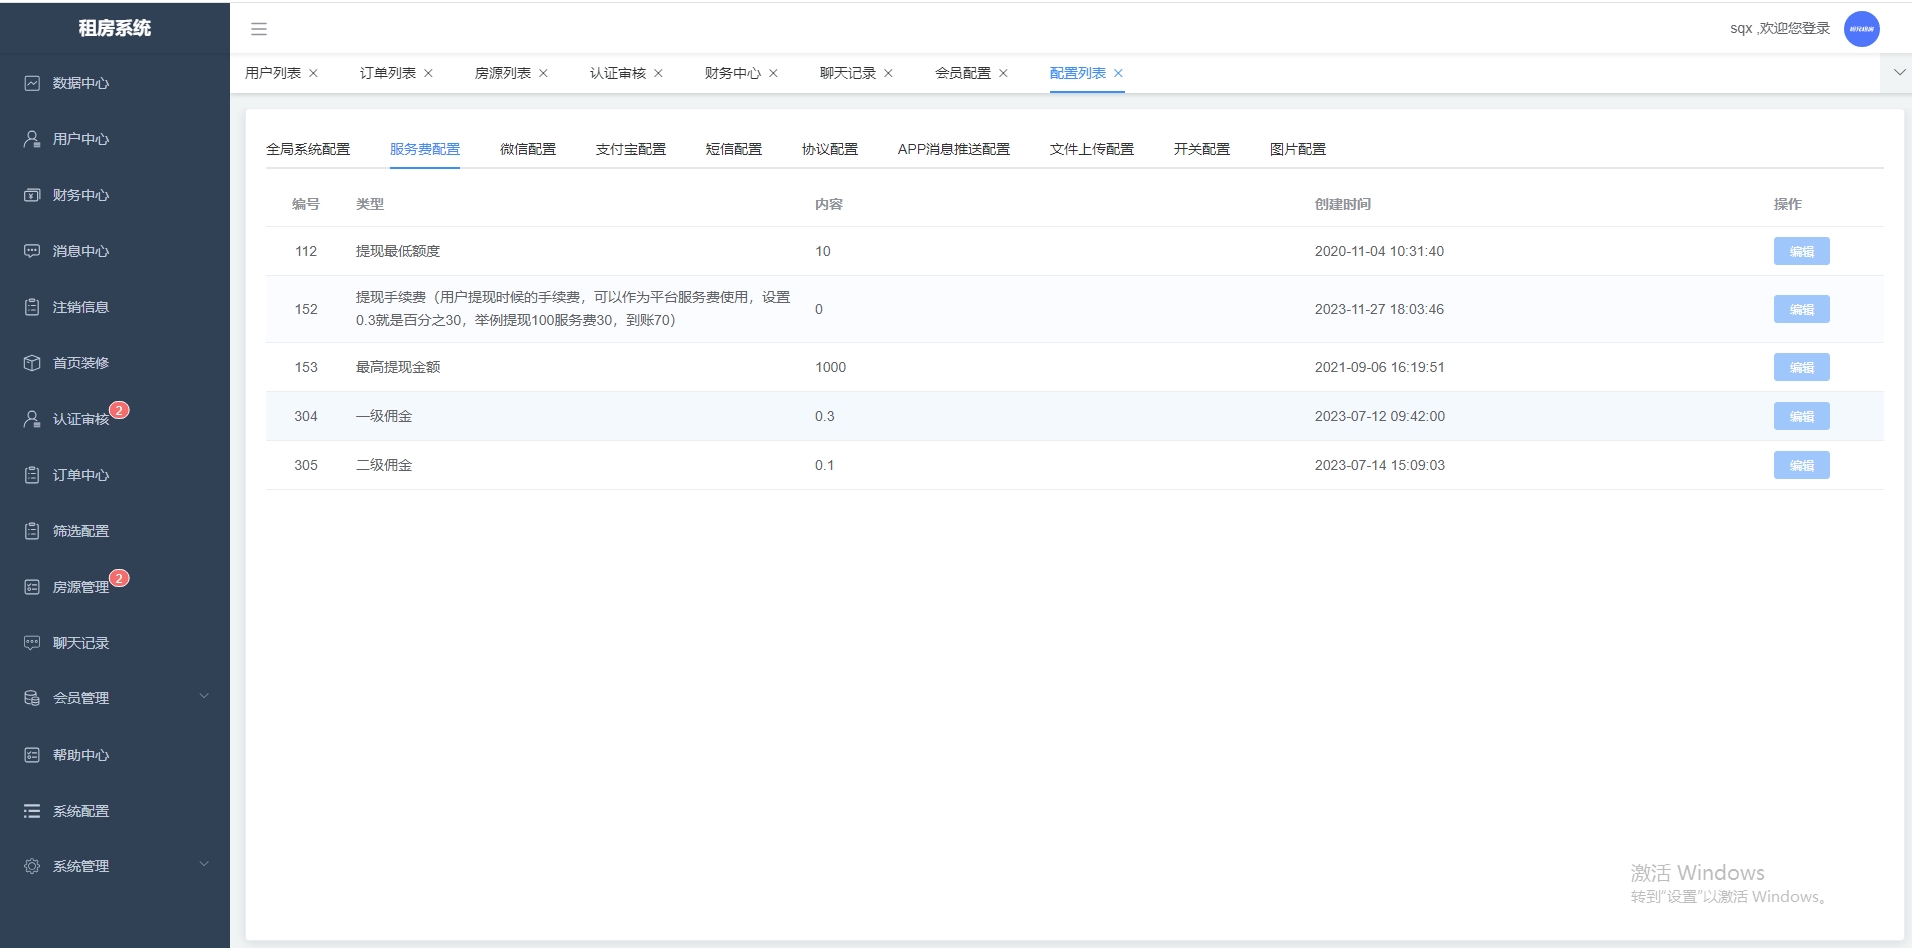 租房系统
sqx ,欢迎您登录
用户列表
订单列表
房源列表
认证审核
财务中心
聊天记录
会员配置
配置列表
数据中心
用户中心
财务中心
消息中心
注销信息
首页装修
认证审核 2
订单中心
筛选配置
房源管理 2
聊天记录
会员管理
帮助中心
系统配置
系统管理
全局系统配置 服务费配置 微信配置 支付宝配置 短信配置 协议配置 APP消息推送配置 文件上传配置 开关配置 图片配置
编号 类型 内容 创建时间 操作
112 提现最低额度 10 2020-11-04 10:31:40 编辑
152 提现手续费（用户提现时候的手续费，可以作为平台服务费使用，设置
0.3就是百分之30，举例提现100服务费30，到账70） 0 2023-11-27 18:03:46 编辑
153 最高提现金额 1000 2021-09-06 16:19:51 编辑
304 一级佣金 0.3 2023-07-12 09:42:00 编辑
305 二级佣金 0.1 2023-07-14 15:09:03 编辑
激活 Windows
转到"设置"以激活 Windows。